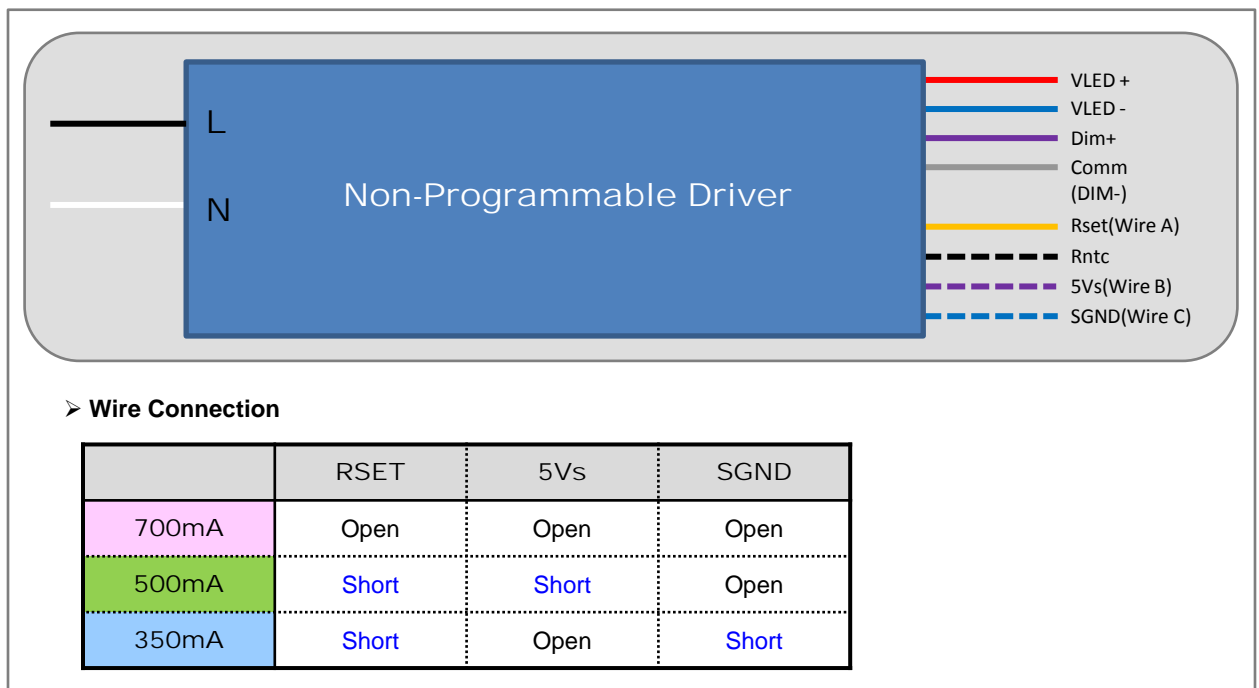 L
N
Non-Programmable Driver
VLED +
VLED -
Dim+
Comm
(DIM-)
Rset(Wire A)
Rntc
5Vs(Wire B)
SGND(Wire C)
➢ Wire Connection
RSET 5Vs SGND
700mA Open Open Open
500mA Short Short Open
350mA Short Open Short